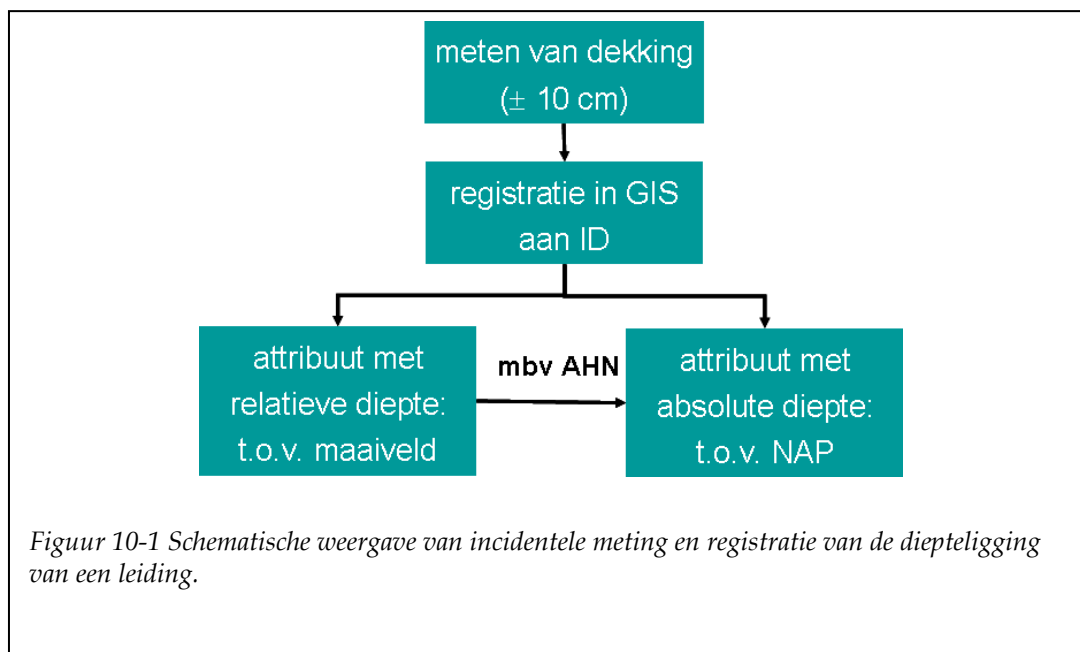 meten van dekking
(± 10 cm)
registratie in GIS
aan ID
attribuut met
relatieve diepte:
t.o.v. maaiveld
mbv AHN
attribuut met
absolute diepte:
t.o.v. NAP
Figuur 10-1 Schematische weergave van incidentele meting en registratie van de diepteligging
van een leiding.